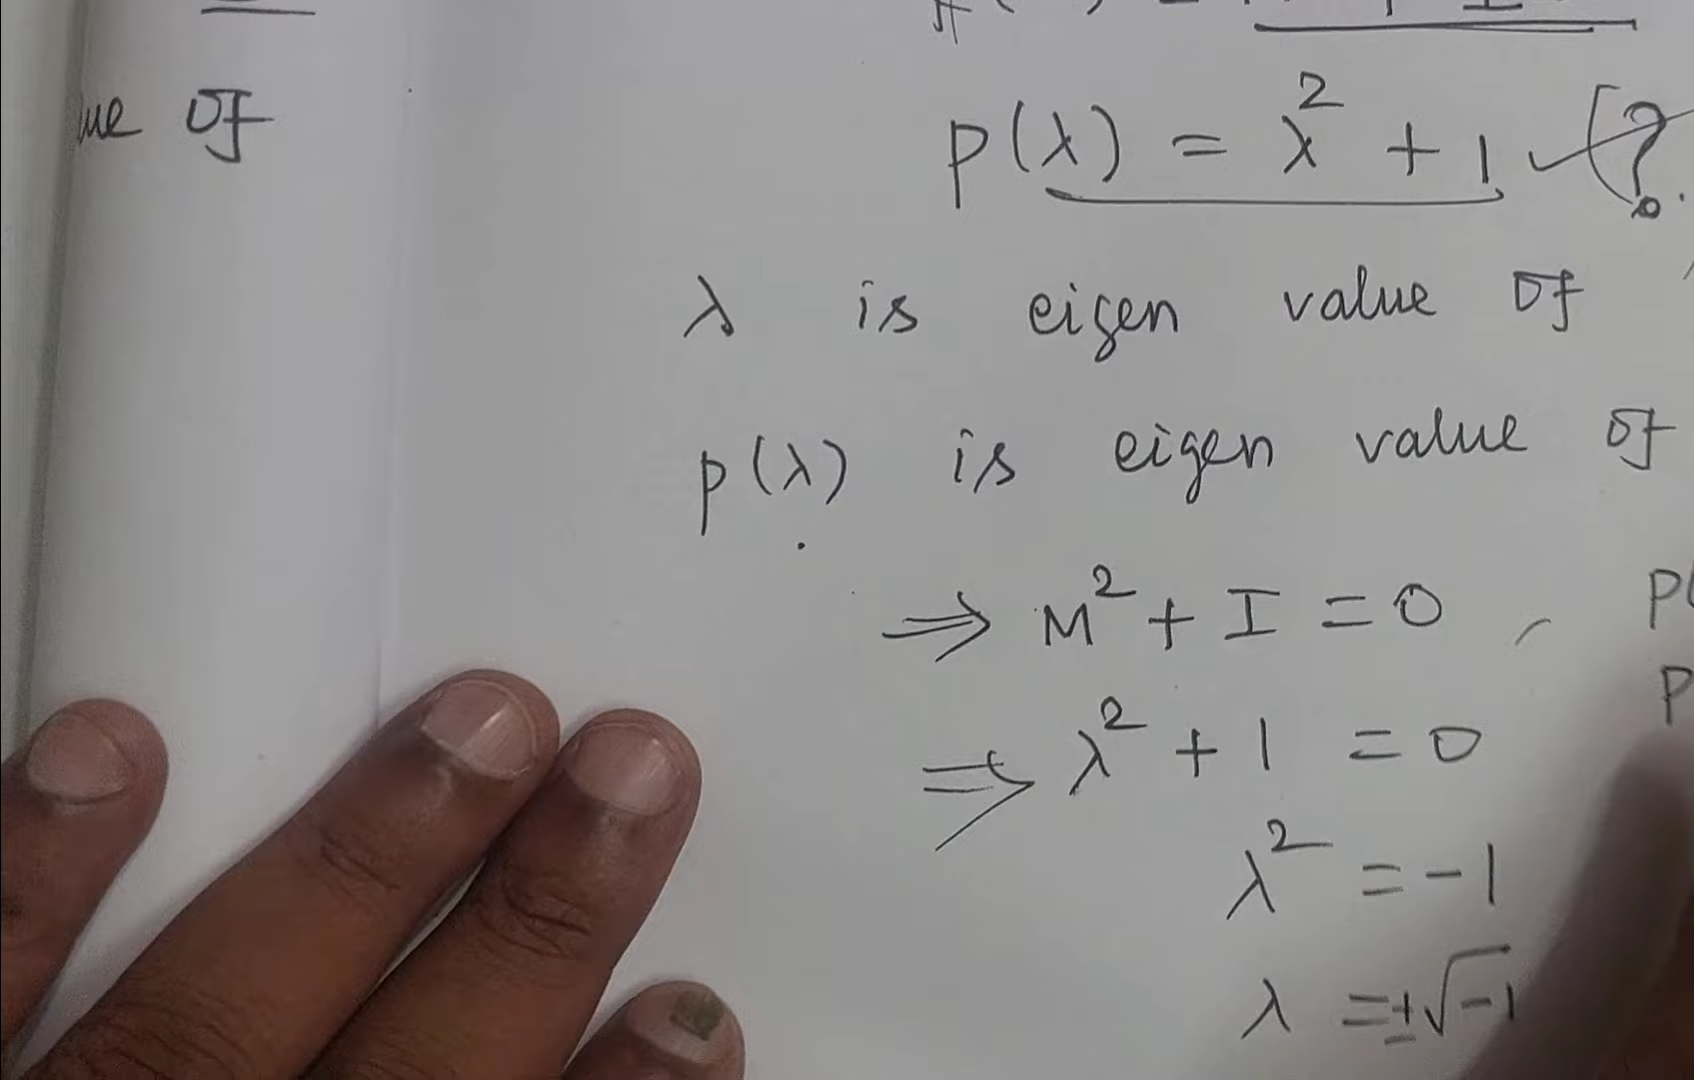 of
p(λ) = λ² + 1 ✓ ?
λ is eigen value of
p(λ) is eigen value of
⇒ M² + I = 0 ,
⇒ λ² + 1 = 0
λ² = -1
λ = ±√-1